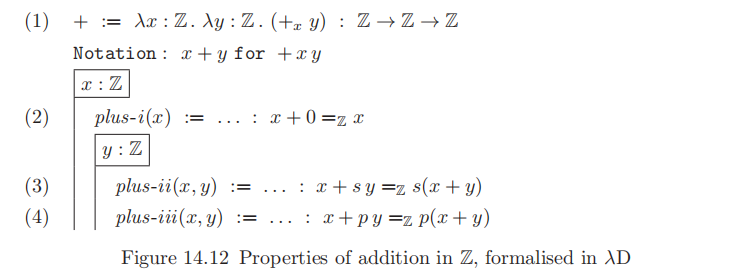 (1) + := λx : ℤ. λy : ℤ. (+ₓ y) : ℤ → ℤ → ℤ
Notation : x + y for + x y
x : ℤ
(2) plus-i(x) := ... : x + 0 =_ℤ x
y : ℤ
(3) plus-ii(x, y) := ... : x + s y =_ℤ s(x + y)
(4) plus-iii(x, y) := ... : x + p y =_ℤ p(x + y)
Figure 14.12 Properties of addition in ℤ, formalised in λD